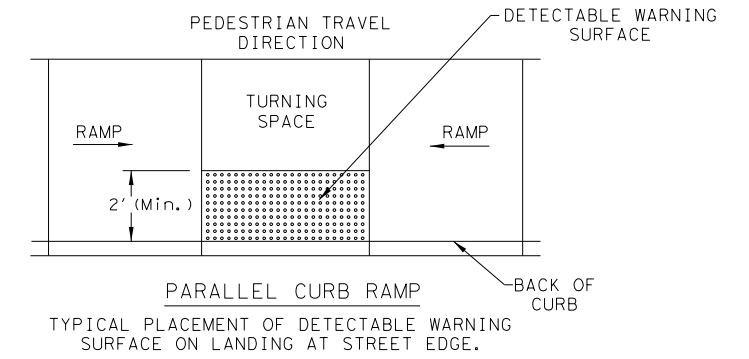 PEDESTRIAN TRAVEL
DIRECTION
DETECTABLE WARNING
SURFACE
TURNING
SPACE
RAMP
RAMP
2' (Min.)
BACK OF
CURB
PARALLEL CURB RAMP
TYPICAL PLACEMENT OF DETECTABLE WARNING
SURFACE ON LANDING AT STREET EDGE.